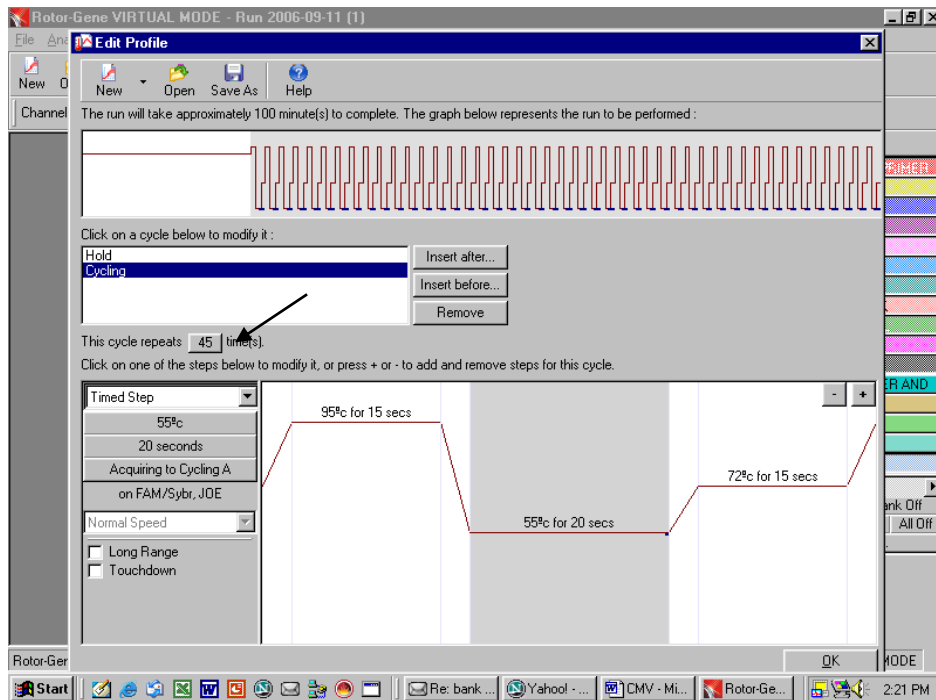 Rotor-Gene VIRTUAL MODE - Run 2006-09-11 (1)
File
Edit Profile
New
New Open Save As Help
Channel
The run will take approximately 100 minute(s) to complete. The graph below represents the run to be performed :
Click on a cycle below to modify it :
Hold
Cycling
Insert after...
Insert before...
Remove
This cycle repeats 45 time(s).
Click on one of the steps below to modify it, or press + or - to add and remove steps for this cycle.
Timed Step
- +
55ºc
20 seconds
Acquiring to Cycling A
on FAM/Sybr, JOE
Normal Speed
Long Range
Touchdown
95ºc for 15 secs
55ºc for 20 secs
72ºc for 15 secs
ER AND
Off
All Off
OK
Rotor-Ger
MODE
Start
Re: bank ...
Yahoo! - ...
CMV - Mi...
Rotor-Ge...
2:21 PM